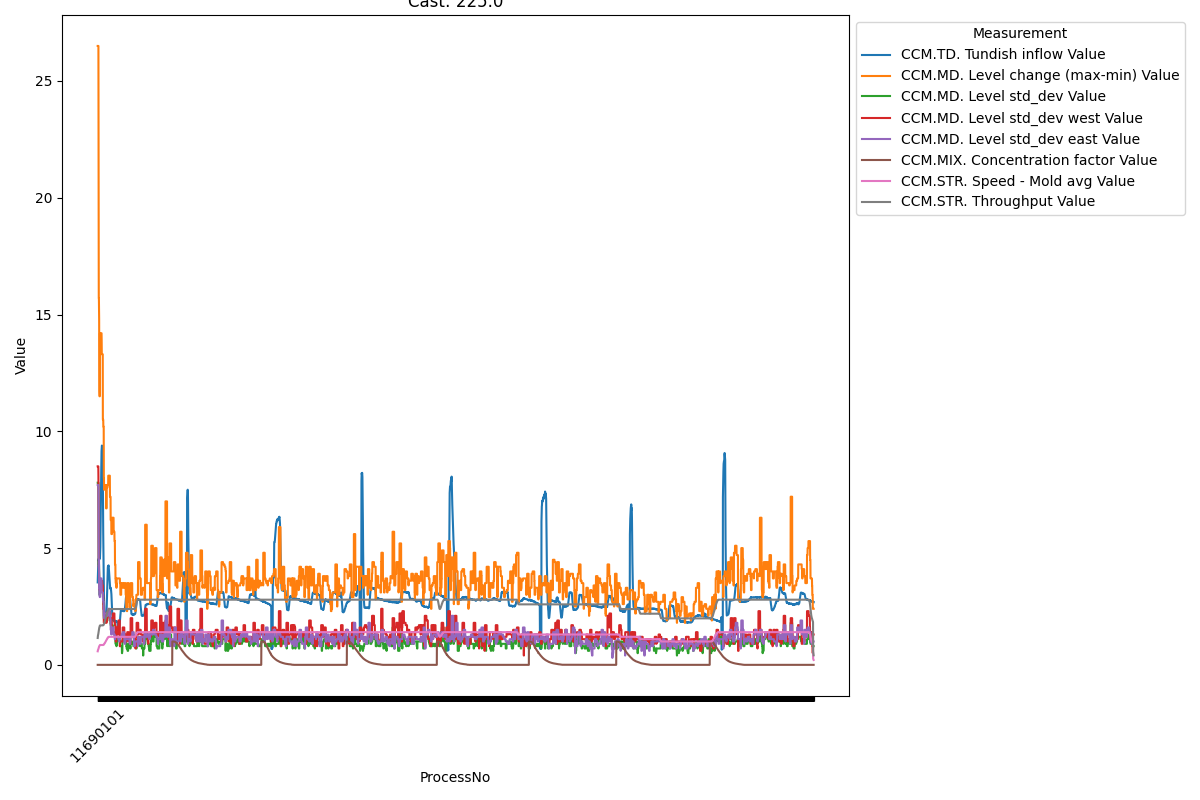 Cast: 225.0
Measurement
CCM.TD. Tundish inflow Value
CCM.MD. Level change (max-min) Value
CCM.MD. Level std_dev Value
CCM.MD. Level std_dev west Value
CCM.MD. Level std_dev east Value
CCM.MIX. Concentration factor Value
CCM.STR. Speed - Mold avg Value
CCM.STR. Throughput Value
25
20
15
10
5
0
Value
11690101
ProcessNo